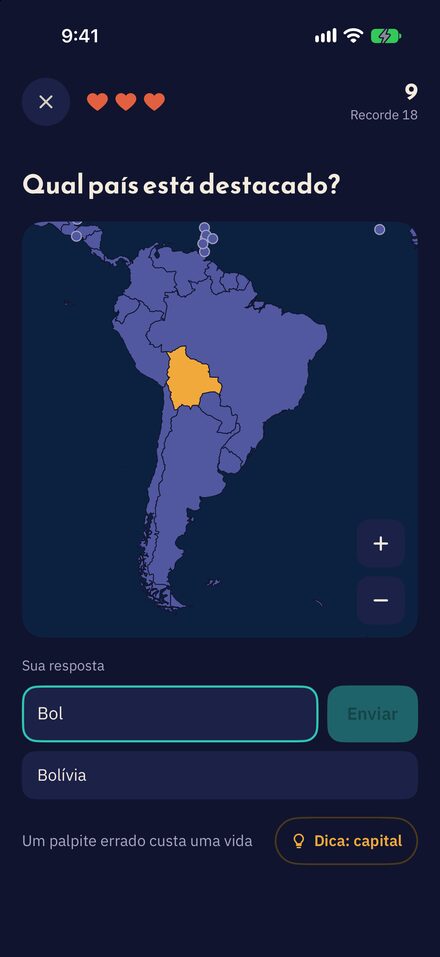 9:41
9
Recorde 18
Qual país está destacado?
+
−
Sua resposta
Bol
Enviar
Bolívia
Um palpite errado custa uma vida
Dica: capital